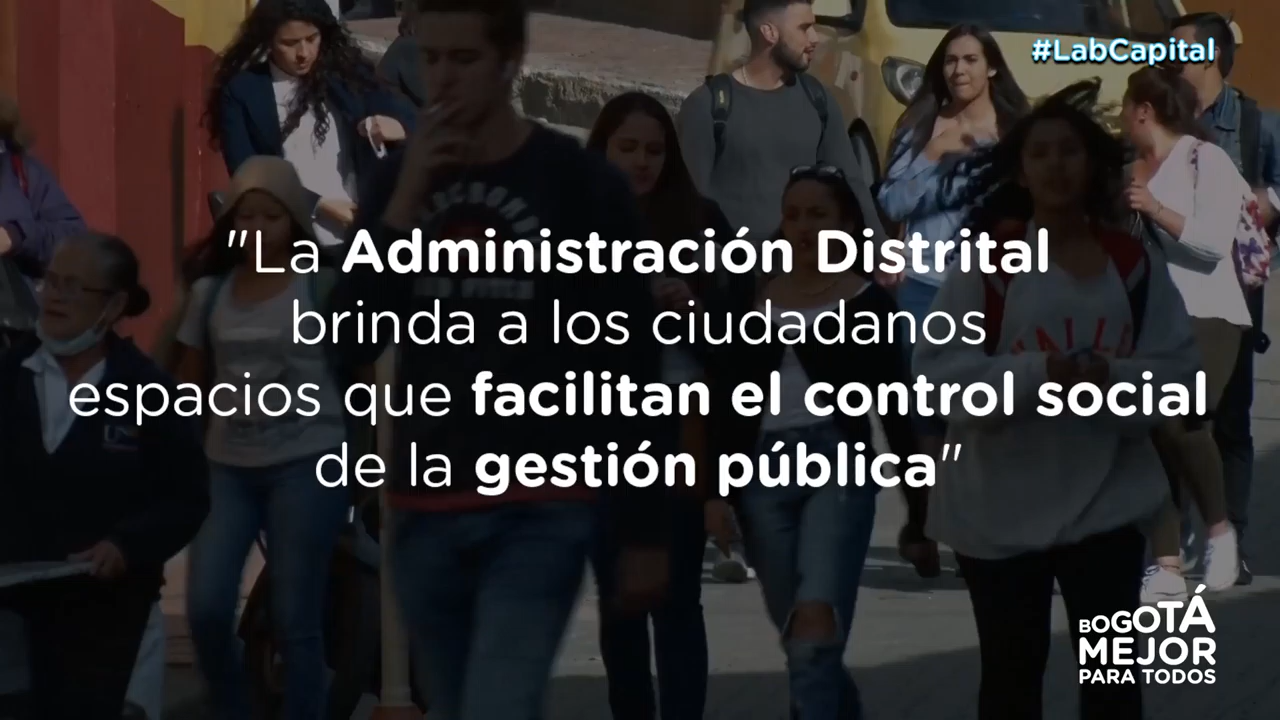 #LabCapital
"La Administración Distrital
brinda a los ciudadanos
espacios que facilitan el control social
de la gestión pública"
BOGOTÁ
MEJOR
PARA TODOS